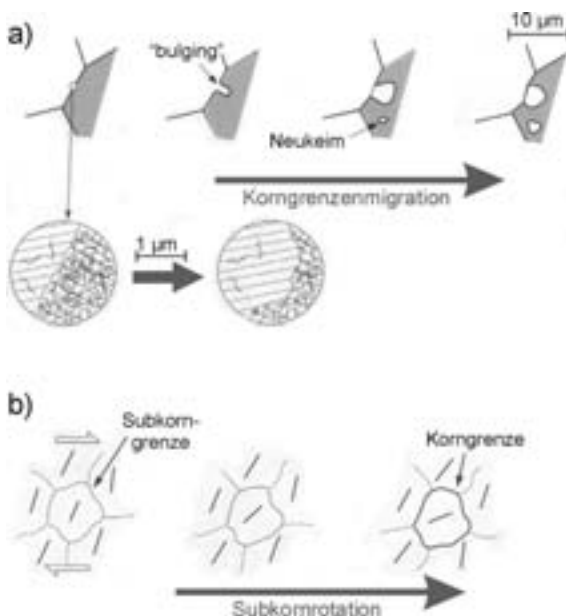 a)
"bulging"
10 µm
Neukeim
Korngrenzenmigration
1 µm
b)
Subkorn-
grenze
Korngrenze
Subkornrotation